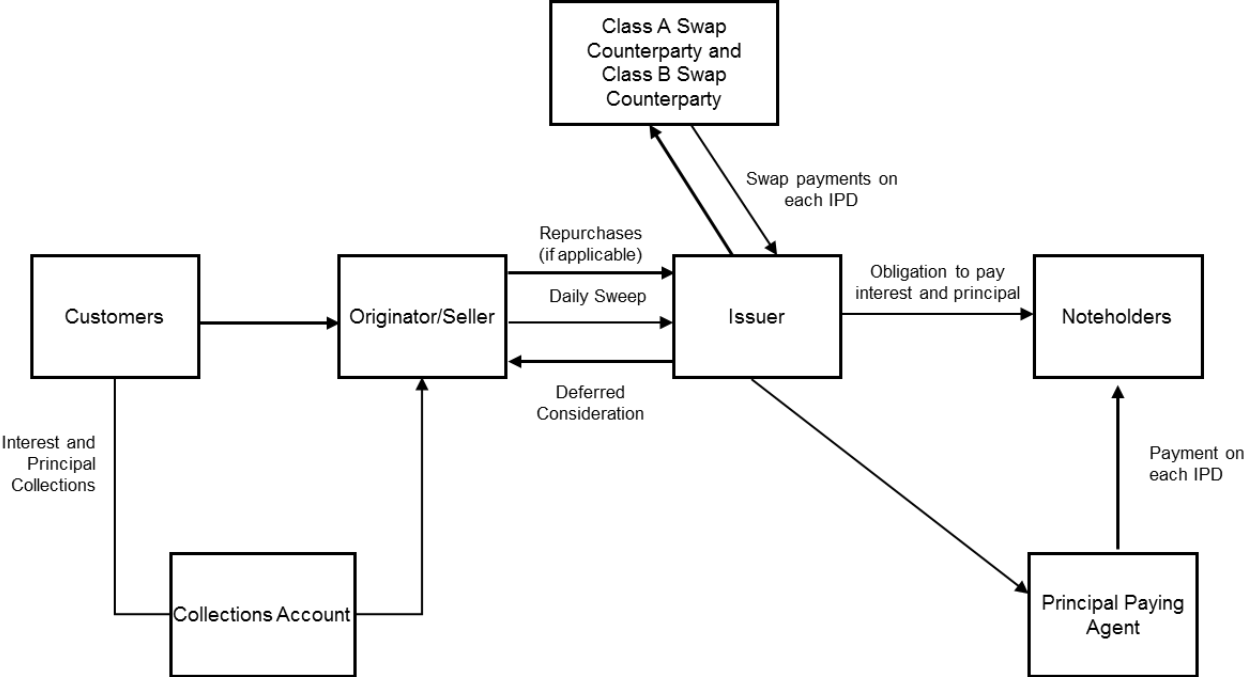 Class A Swap
Counterparty and
Class B Swap
Counterparty
Swap payments on
each IPD
Repurchases
(if applicable)
Obligation to pay
interest and principal
Daily Sweep
Customers
Originator/Seller
Issuer
Noteholders
Deferred
Consideration
Interest and
Principal
Collections
Payment on
each IPD
Collections Account
Principal Paying
Agent